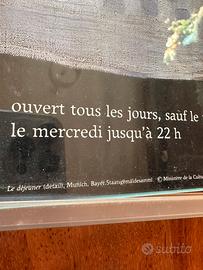 ouvert tous les jours, sauf le
le mercredi jusqu'à 22 h
Le déjeuner (détail), Munich, Bayer. Staatsgemäldesamml. © Ministère de la Cultu
subito